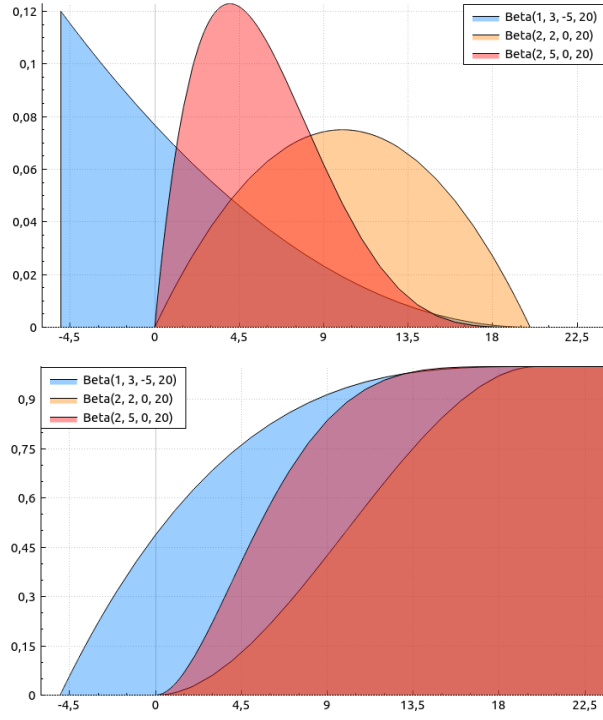 0,12
Beta(1, 3, -5, 20)
Beta(2, 2, 0, 20)
Beta(2, 5, 0, 20)
0,1
0,08
0,06
0,04
0,02
0
-4,5 0 4,5 9 13,5 18 22,5
Beta(1, 3, -5, 20)
Beta(2, 2, 0, 20)
Beta(2, 5, 0, 20)
0,9
0,75
0,6
0,45
0,3
0,15
0
-4,5 0 4,5 9 13,5 18 22,5